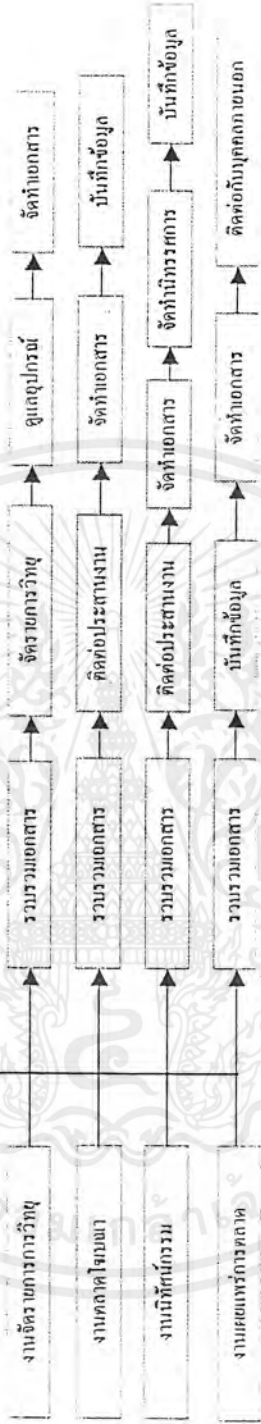 งานจัดรายการการวิทยุ
รวบรวมเอกสาร
จัดรายการวิทยุ
ดูแลอุปกรณ์
จัดทำเอกสาร
งานตลาดโฆษณา
รวบรวมเอกสาร
ติดต่อประสานงาน
จัดทำเอกสาร
บันทึกข้อมูล
งานนิทัศน์กรรม
รวบรวมเอกสาร
ติดต่อประสานงาน
จัดทำเอกสาร
จัดทำนิทรรศการ
บันทึกข้อมูล
งานเผยแพร่การตลาด
รวบรวมเอกสาร
บันทึกข้อมูล
จัดทำเอกสาร
ติดต่อกับบุคคลภายนอก